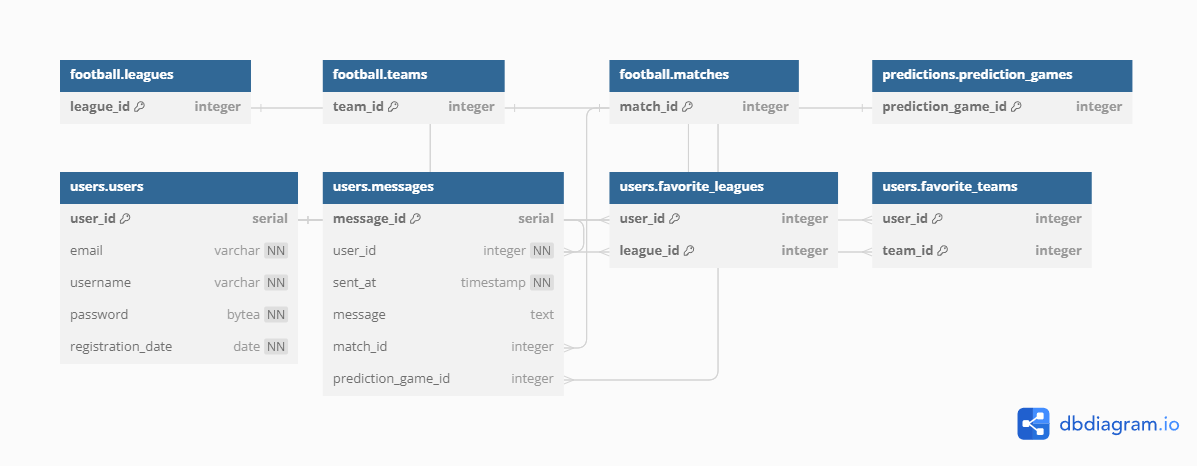 football.leagues
league_id integer
football.teams
team_id integer
football.matches
match_id integer
predictions.prediction_games
prediction_game_id integer
users.users
user_id serial
email varchar NN
username varchar NN
password bytea NN
registration_date date NN
users.messages
message_id serial
user_id integer NN
sent_at timestamp NN
message text
match_id integer
prediction_game_id integer
users.favorite_leagues
user_id integer
league_id integer
users.favorite_teams
user_id integer
team_id integer
dbdiagram.io